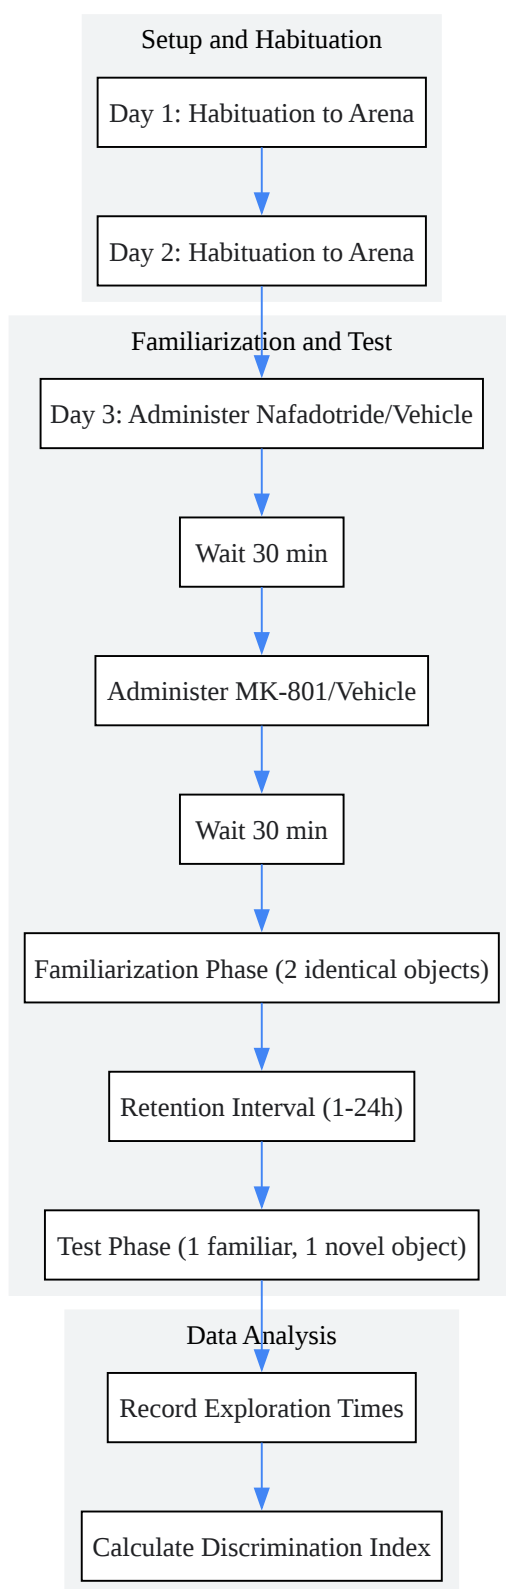 Setup and Habituation
Day 1: Habituation to Arena
Day 2: Habituation to Arena
Familiarization and Test
Day 3: Administer Nafadotride/Vehicle
Wait 30 min
Administer MK-801/Vehicle
Wait 30 min
Familiarization Phase (2 identical objects)
Retention Interval (1-24h)
Test Phase (1 familiar, 1 novel object)
Data Analysis
Record Exploration Times
Calculate Discrimination Index